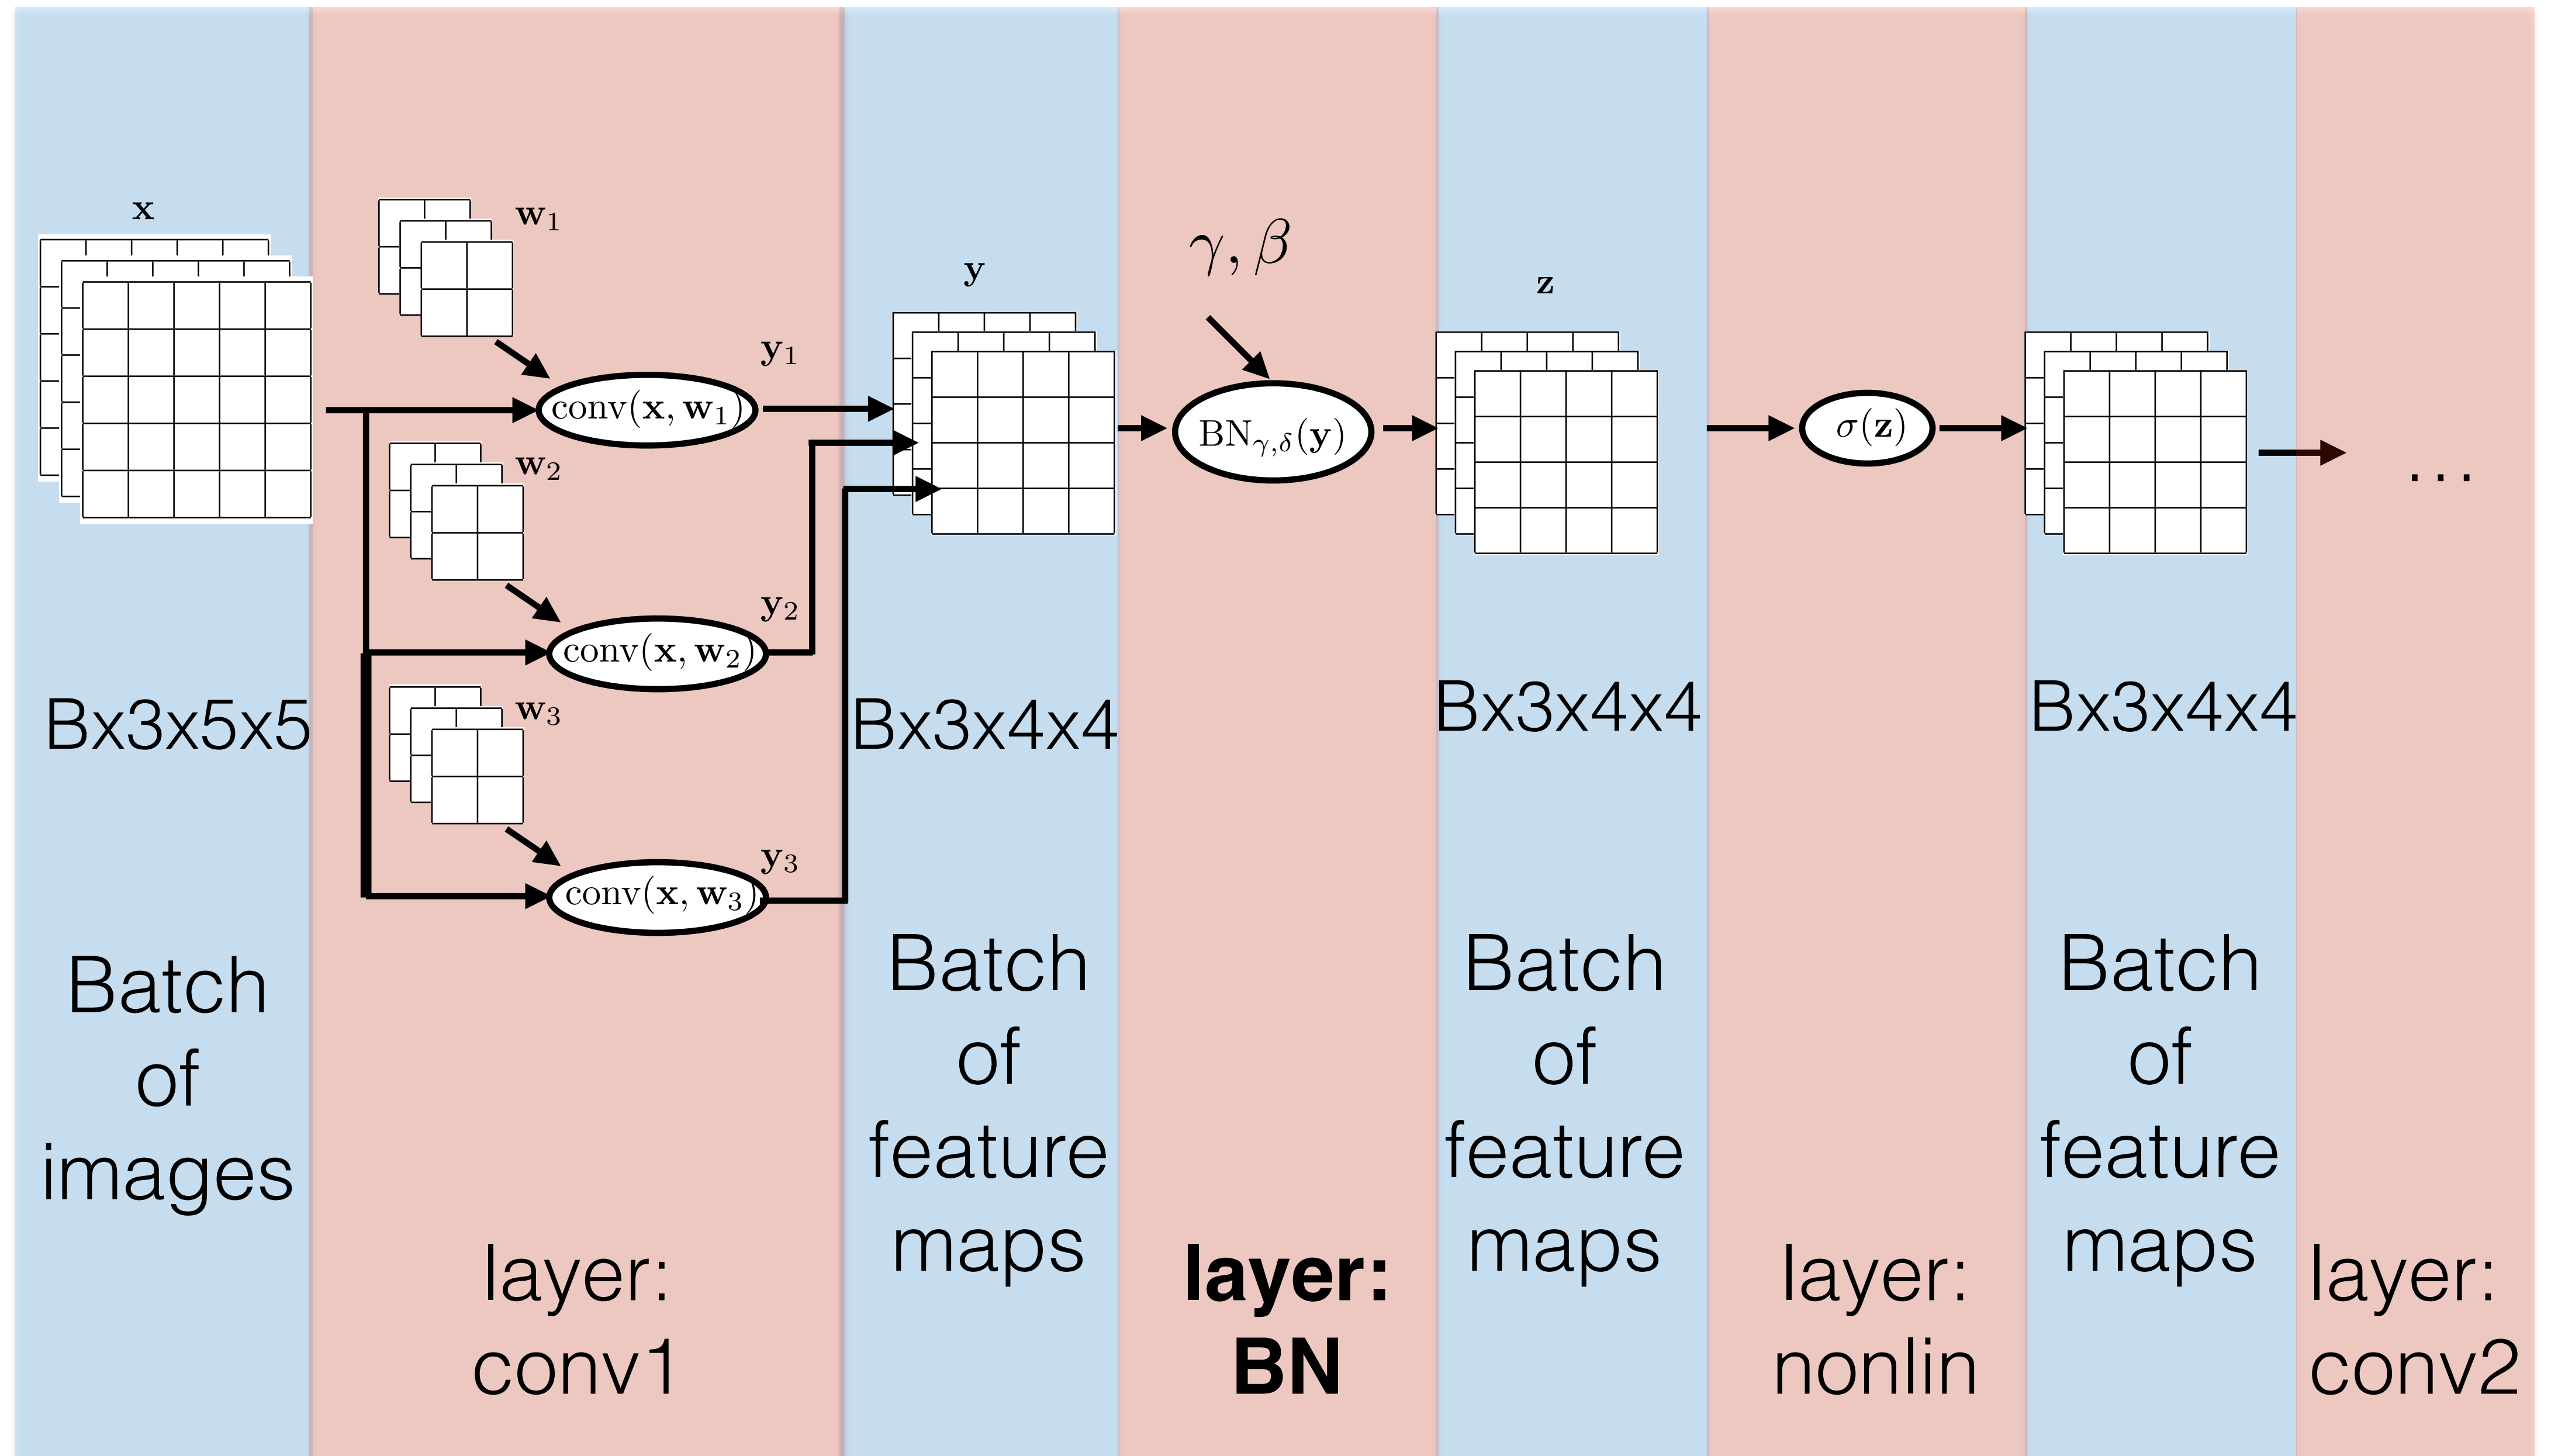 x
w₁
conv(x, w₁)
y₁
w₂
conv(x, w₂)
y₂
w₃
conv(x, w₃)
y₃
y
γ, β
BNγ,δ(y)
z
σ(z)
...
Bx3x5x5
Bx3x4x4
Bx3x4x4
Bx3x4x4
Batch
of
images
layer:
conv1
Batch
of
feature
maps
layer:
BN
Batch
of
feature
maps
layer:
nonlin
Batch
of
feature
maps
layer:
conv2